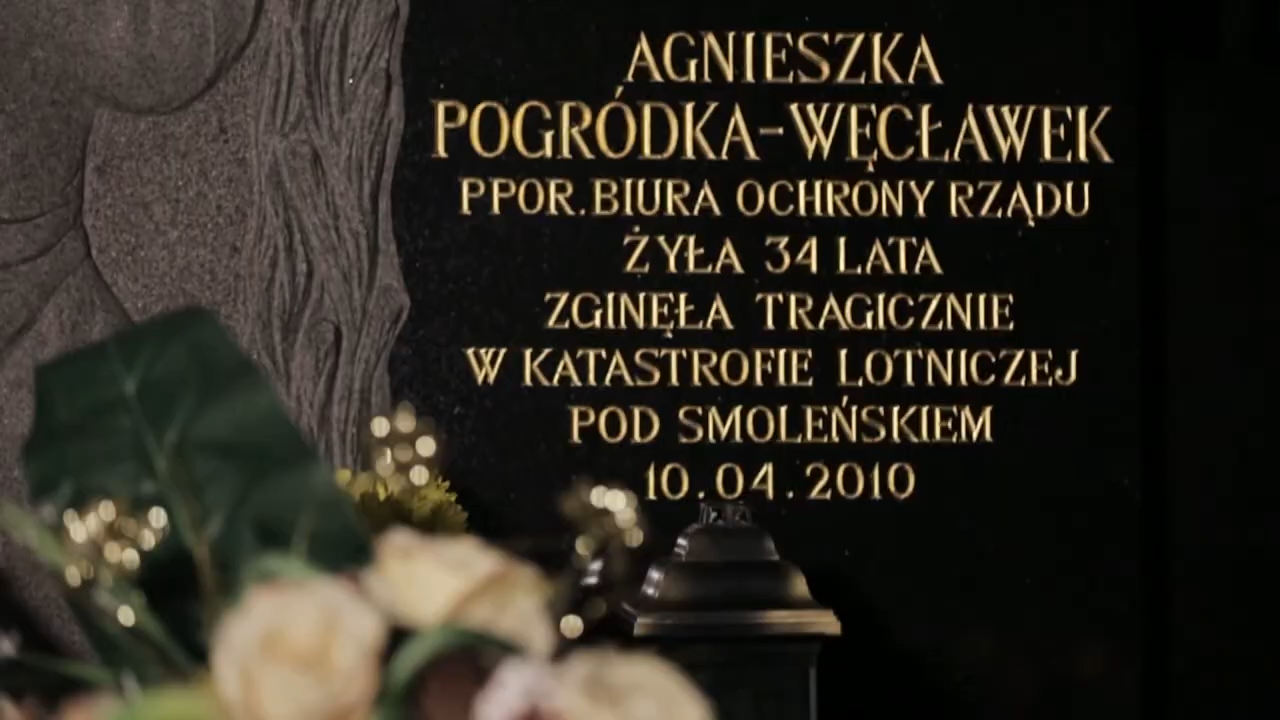 AGNIESZKA
POGRÓDKA-WĘCŁAWEK
PPOR.BIURA OCHRONY RZĄDU
ŻYŁA 34 LATA
ZGINĘŁA TRAGICZNIE
W KATASTROFIE LOTNICZEJ
POD SMOLEŃSKIEM
10.04.2010